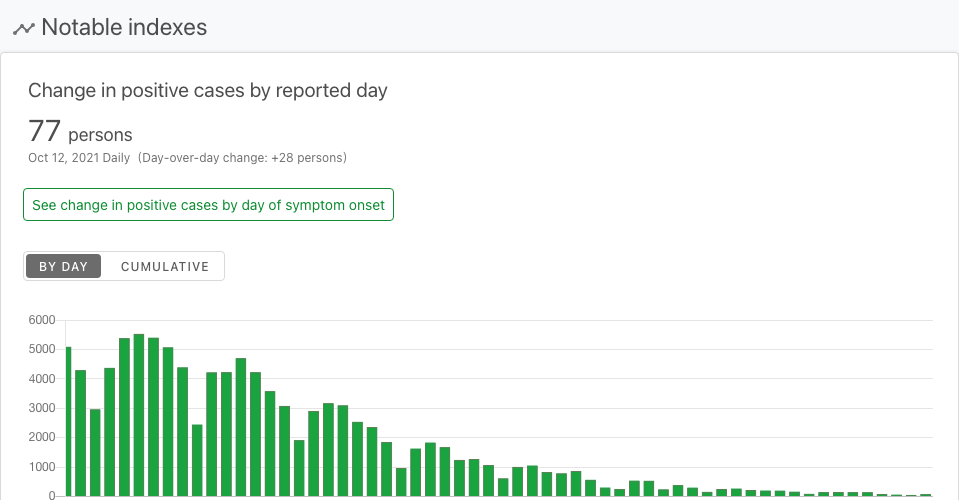 Notable indexes
Change in positive cases by reported day
77 persons
Oct 12, 2021 Daily (Day-over-day change: +28 persons)
See change in positive cases by day of symptom onset
BY DAY CUMULATIVE
6000
5000
4000
3000
2000
1000
0